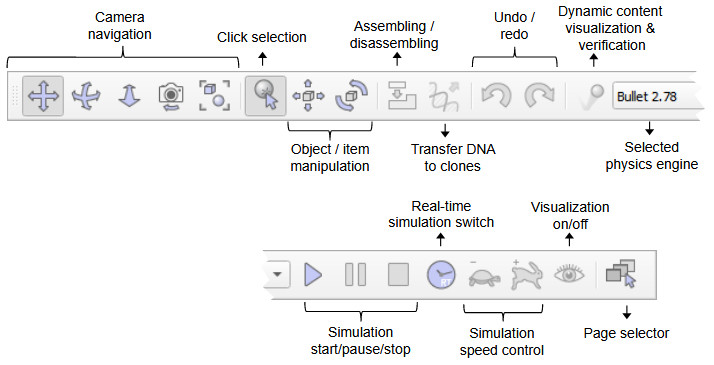 Camera
navigation
Click selection
Assembling /
disassembling
Undo /
redo
Dynamic content
visualization &
verification
Bullet 2.78
Object / item
manipulation
Transfer DNA
to clones
Selected
physics engine
Real-time
simulation switch
Visualization
on/off
RT
Simulation
start/pause/stop
Simulation
speed control
Page selector